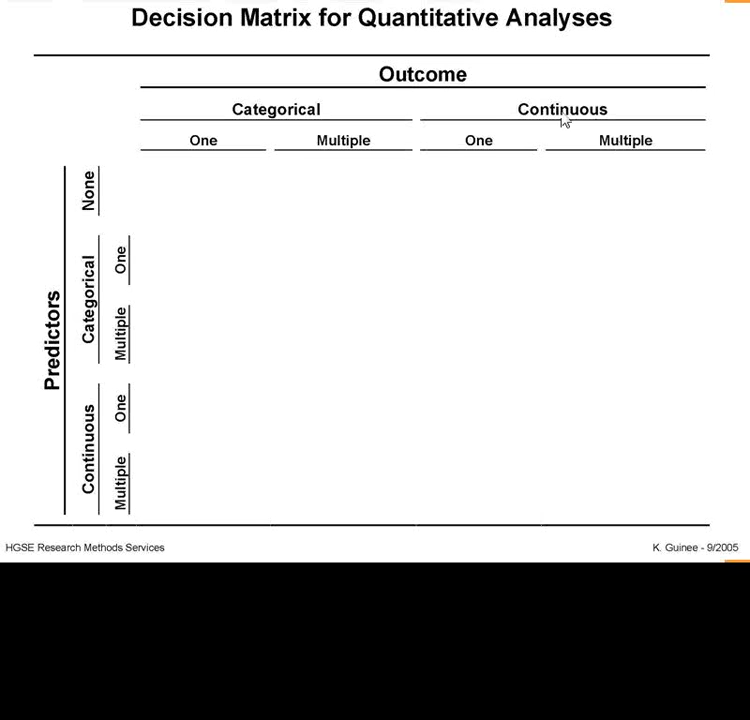 Decision Matrix for Quantitative Analyses
Outcome
Categorical Continuous
One Multiple One Multiple
Predictors
None
Categorical
One
Multiple
Continuous
One
Multiple
HGSE Research Methods Services K. Guinee - 9/2005